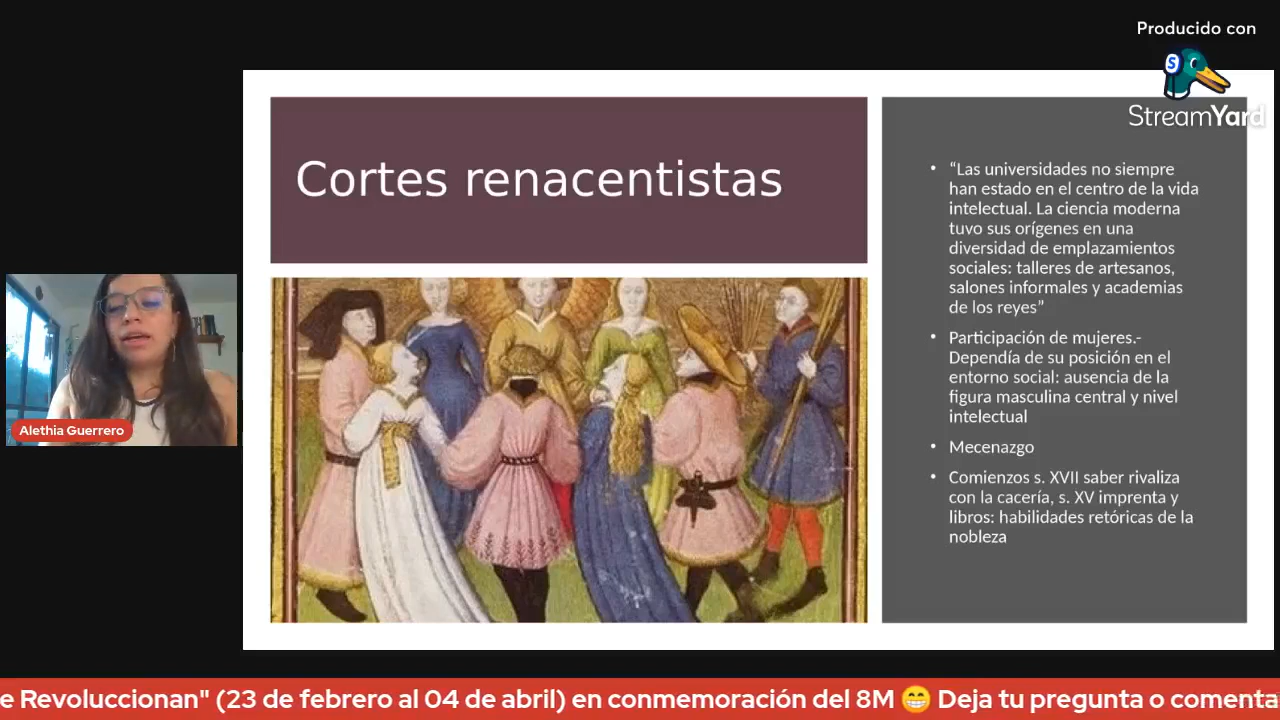 Producido con
StreamYard
Cortes renacentistas
• “Las universidades no siempre
han estado en el centro de la vida
intelectual. La ciencia moderna
tuvo sus orígenes en una
diversidad de emplazamientos
sociales: talleres de artesanos,
salones informales y academias
de los reyes”
• Participación de mujeres.-
Dependía de su posición en el
entorno social: ausencia de la
figura masculina central y nivel
intelectual
• Mecenazgo
• Comienzos s. XVII saber rivaliza
con la cacería, s. XV imprenta y
libros: habilidades retóricas de la
nobleza
Alethia Guerrero
e Revoluccionan" (23 de febrero al 04 de abril) en conmemoración del 8M 😁 Deja tu pregunta o comenta